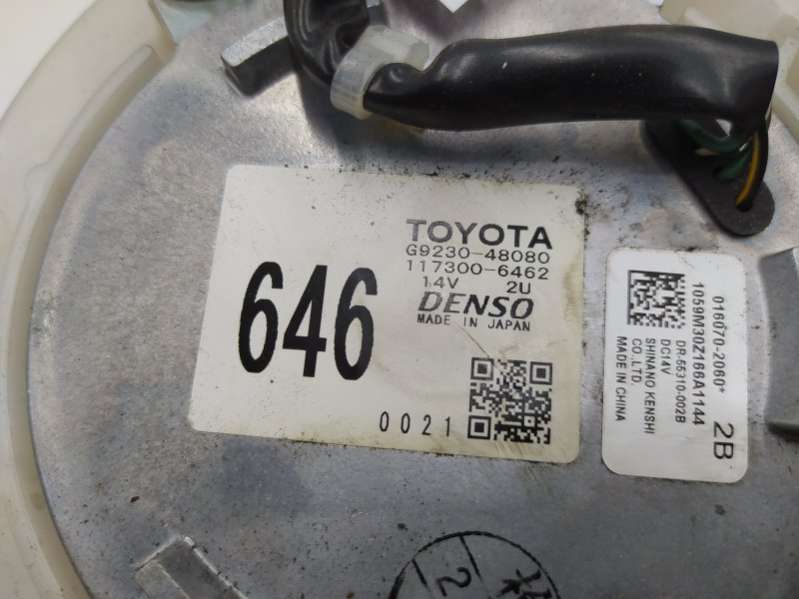 TOYOTA
G9230-48080
117300-6462
14V 2U
DENSO
MADE IN JAPAN
646
0021
016070-2060*
1059M30Z166A1144
2B
DR-55310-002B
DC14V
SHINANO KENSHI
CO.,LTD.
MADE IN CHINA
2